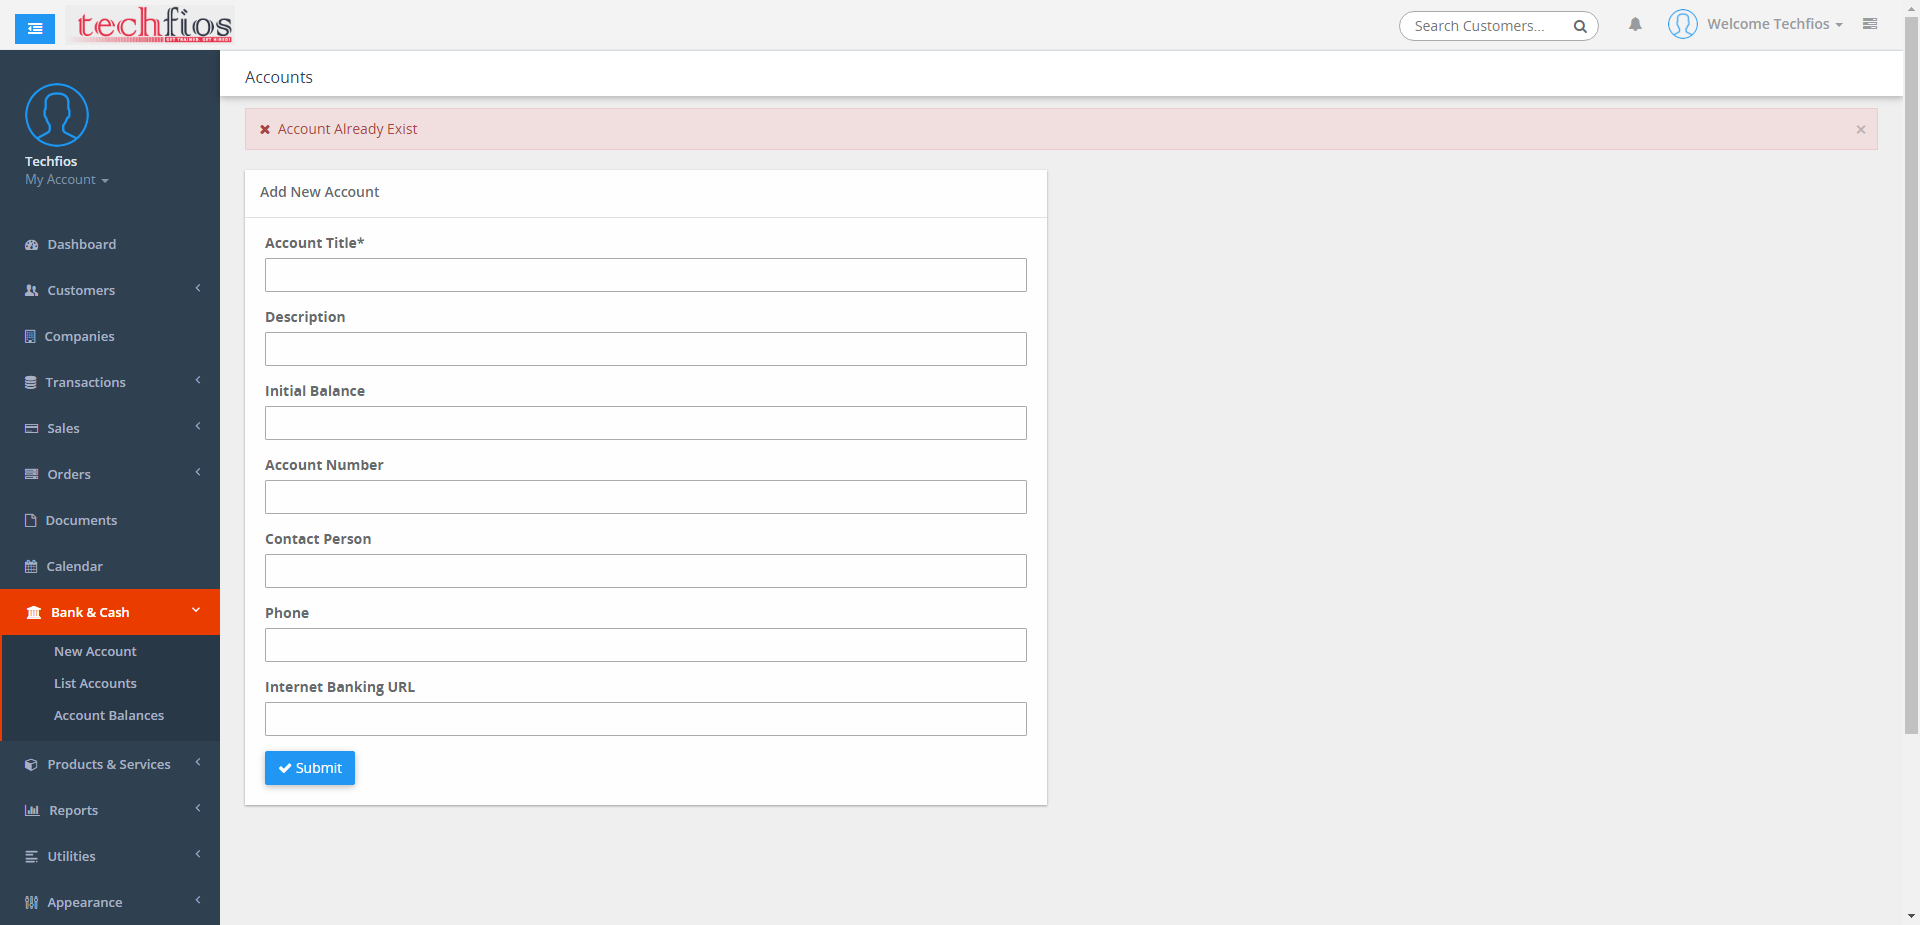 techfios
Search Customers...
Welcome Techfios
Techfios
My Account
Dashboard
Customers
Companies
Transactions
Sales
Orders
Documents
Calendar
Bank & Cash
New Account
List Accounts
Account Balances
Products & Services
Reports
Utilities
Appearance
Accounts
Account Already Exist
×
Add New Account
Account Title*
Description
Initial Balance
Account Number
Contact Person
Phone
Internet Banking URL
Submit